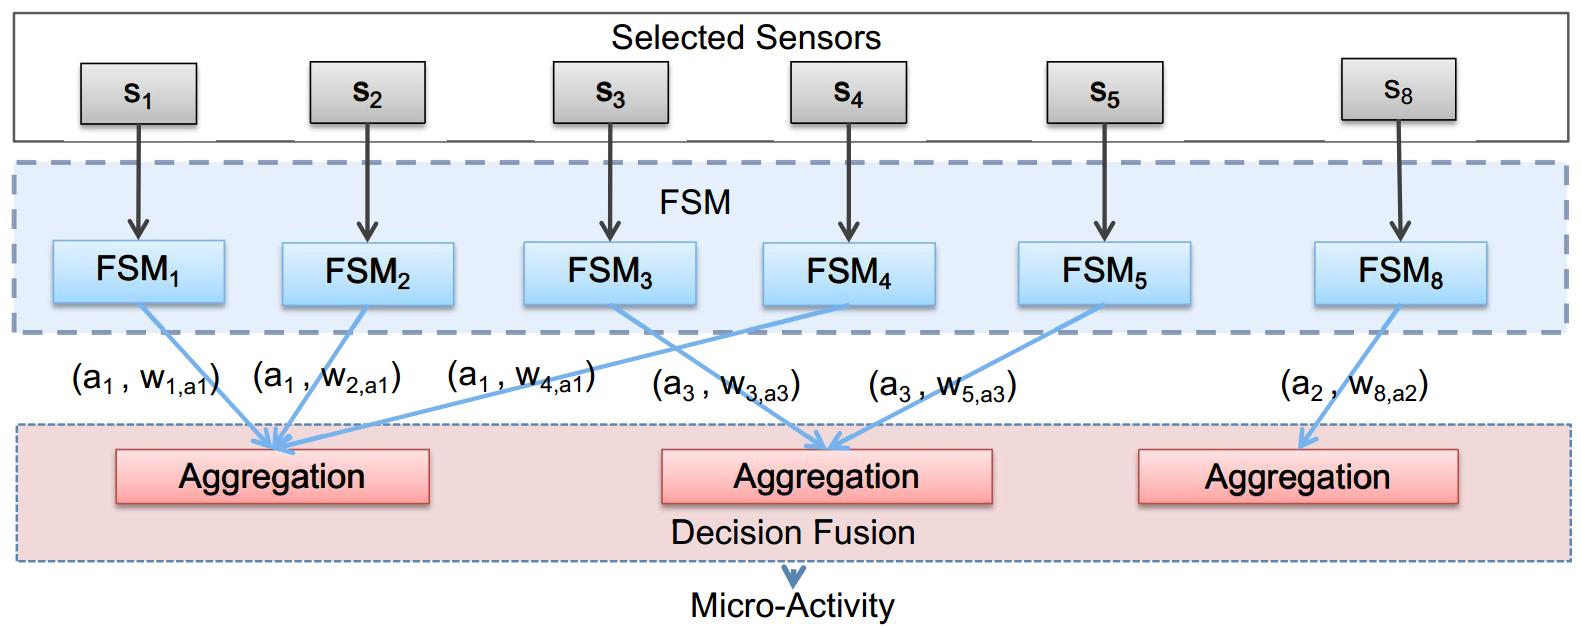 Selected Sensors
s1 s2 s3 s4 s5 s8
FSM
FSM1 FSM2 FSM3 FSM4 FSM5 FSM8
(a1 , w1,a1) (a1 , w2,a1) (a1 , w4,a1) (a3 , w3,a3) (a3 , w5,a3) (a2 , w8,a2)
Aggregation Aggregation Aggregation
Decision Fusion
Micro-Activity